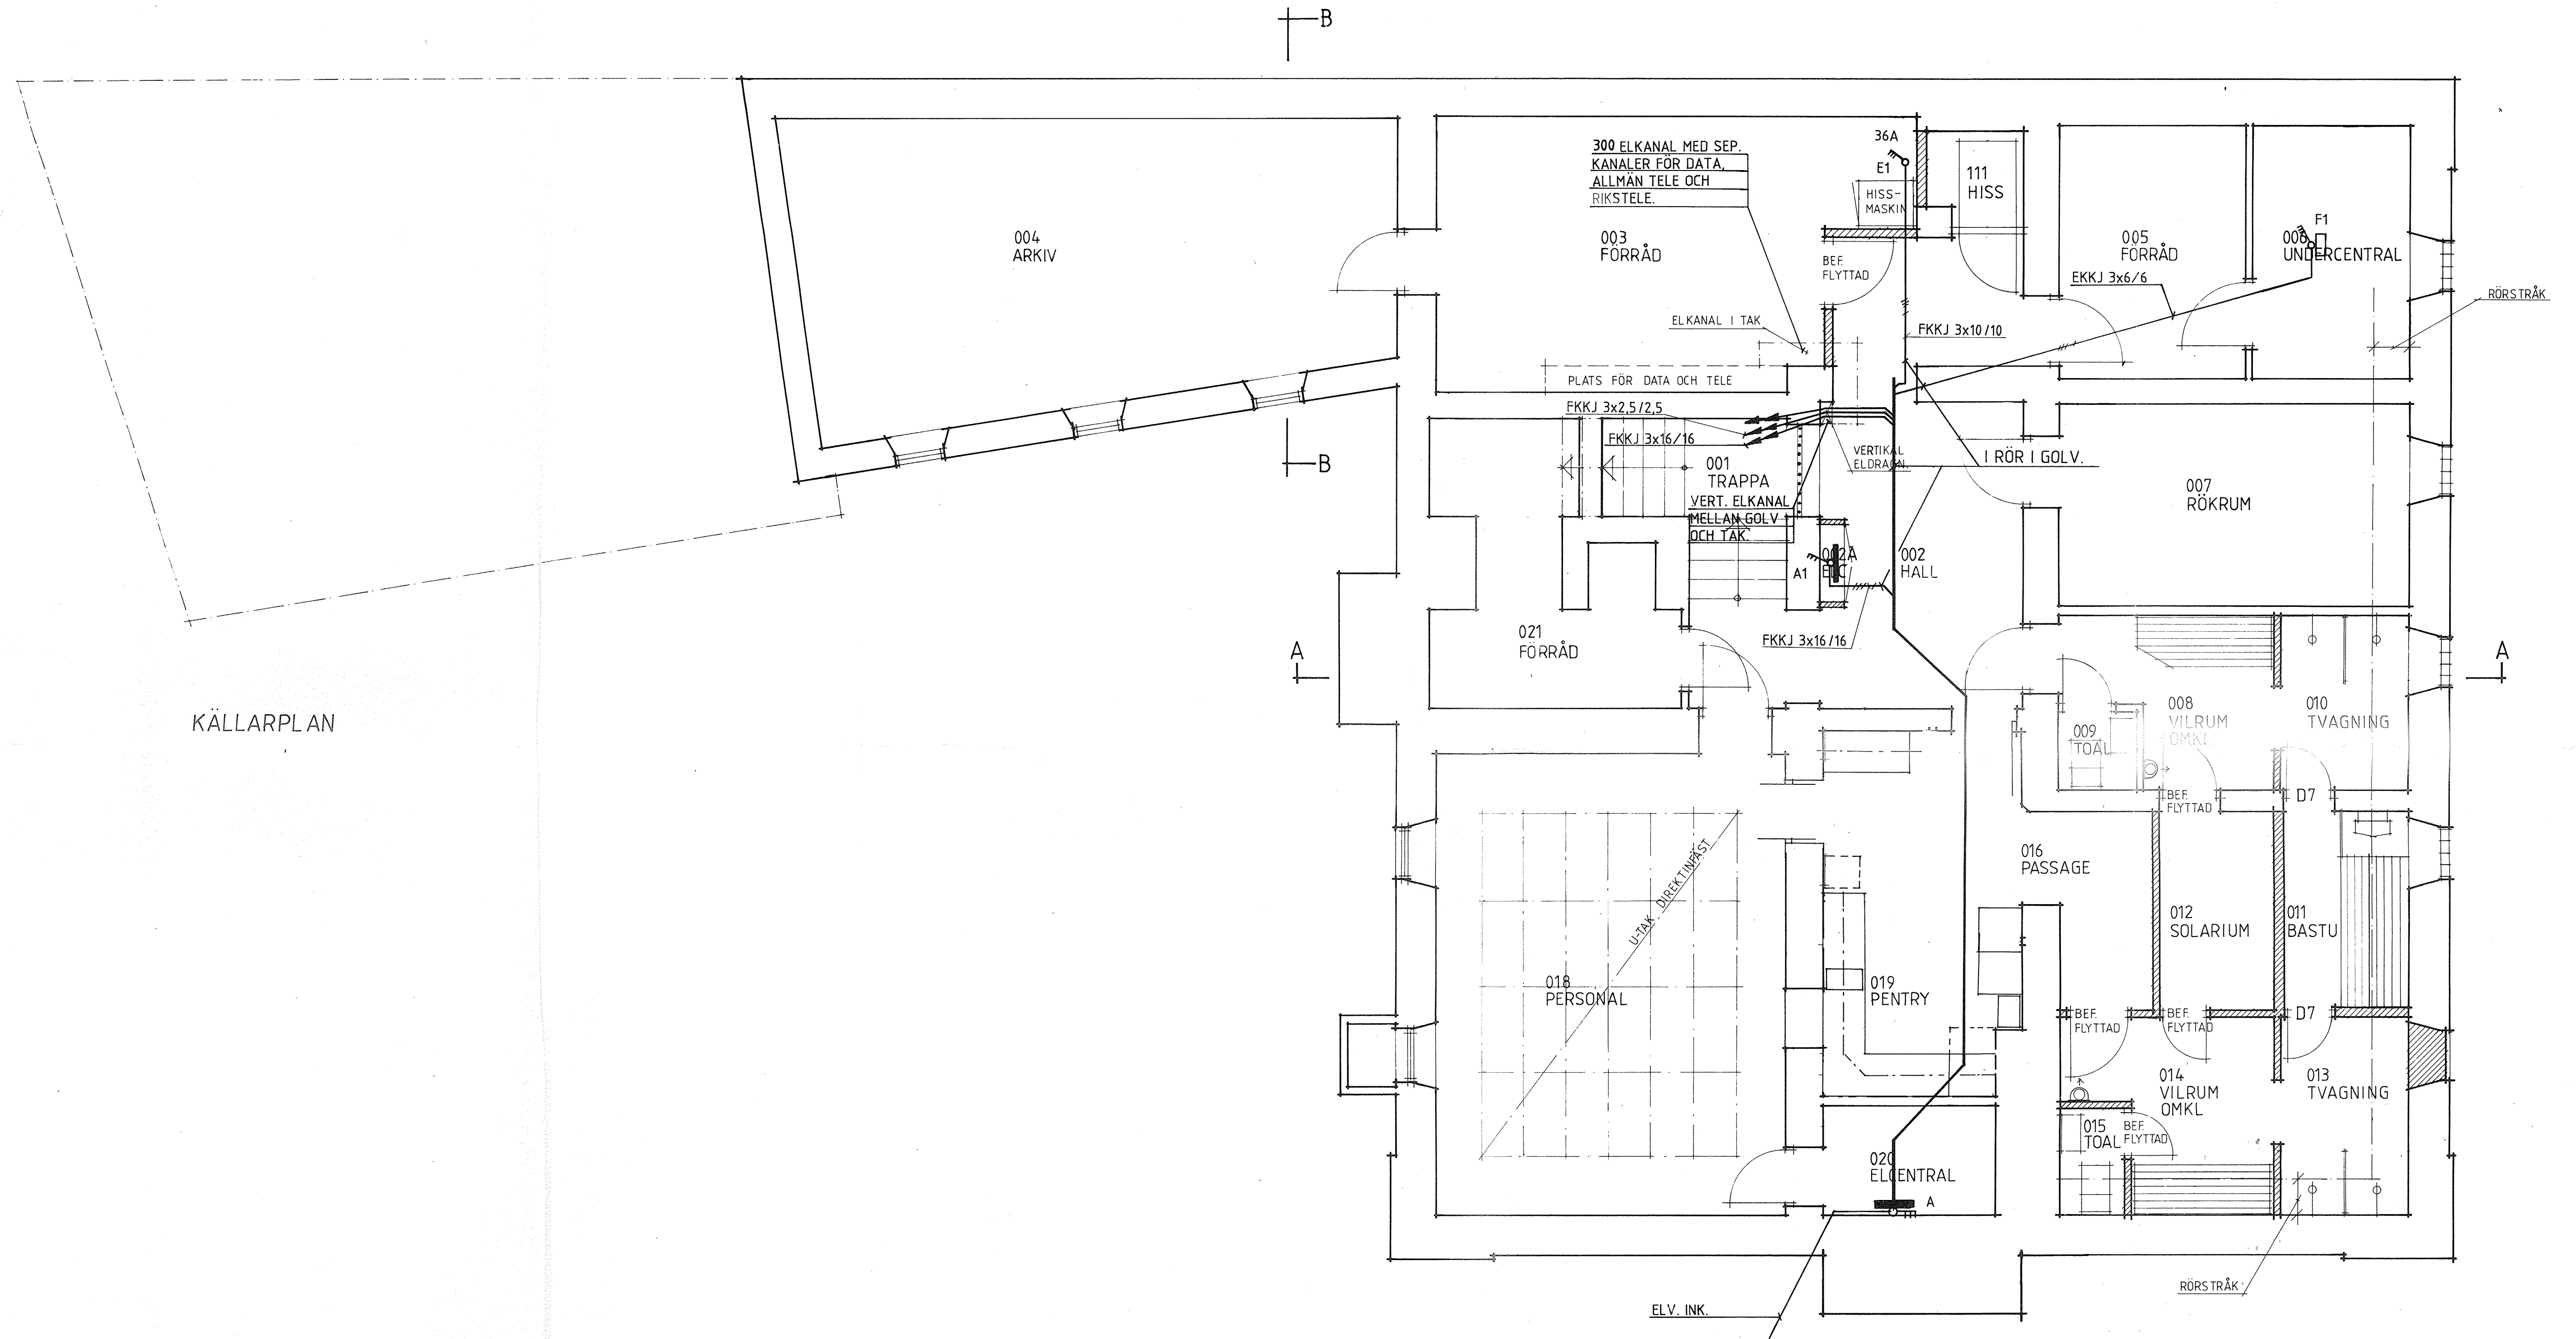 B
300 ELKANAL MED SEP.
KANALER FÖR DATA,
ALLMÄN TELE OCH
RIKSTELE.
36A
E1
HISS-
MASKIN
111
HISS
004
ARKIV
003
FÖRRÅD
BEF.
FLYTTAD
005
FÖRRÅD
F1
006
UNDERCENTRAL
EKKJ 3x6/6
RÖRSTRÅK
ELKANAL I TAK
FKKJ 3x10/10
PLATS FÖR DATA OCH TELE
FKKJ 3x2,5/2,5
FKKJ 3x16/16
B
001
TRAPPA
VERTIKAL
ELDRAGN.
I RÖR I GOLV.
VERT. ELKANAL
MELLAN GOLV
OCH TAK.
007
RÖKRUM
002A
ELC
A1
002
HALL
FKKJ 3x16/16
021
FÖRRÅD
A
A
KÄLLARPLAN
009
TOAL
008
VILRUM
OMKL
010
TVAGNING
BEF.
FLYTTAD
D7
016
PASSAGE
U-TAK DIREKTINFÄST
012
SOLARIUM
011
BASTU
018
PERSONAL
019
PENTRY
BEF.
FLYTTAD
BEF.
FLYTTAD
D7
014
VILRUM
OMKL
013
TVAGNING
015
TOAL
BEF.
FLYTTAD
020
ELCENTRAL
A
RÖRSTRÅK
ELV. INK.